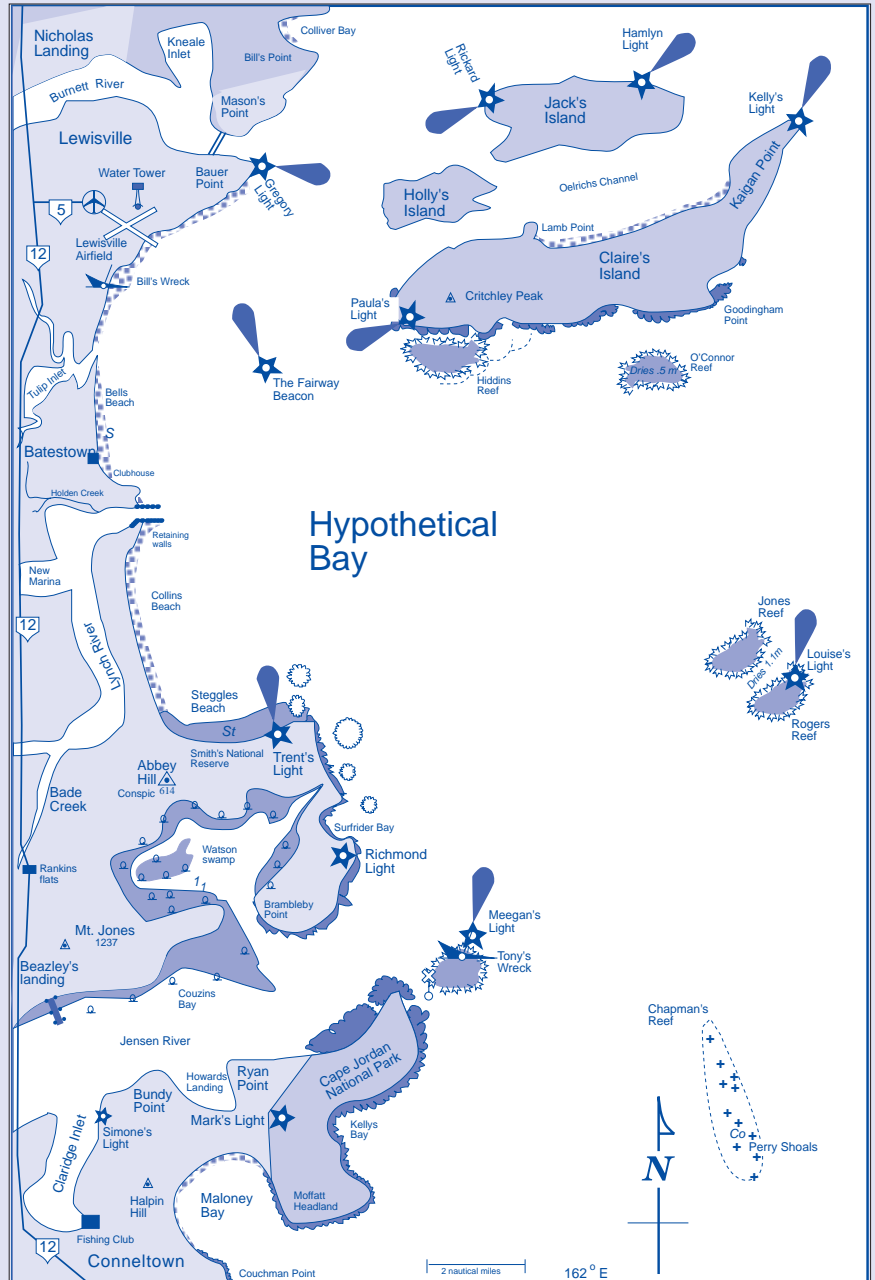 Nicholas
Landing
Kneale
Inlet
Colliver Bay
Bill's Point
Burnett River
Mason's
Point
Lewisville
Water Tower
Bauer
Point
Gregory
Light
5
12
Lewisville
Airfield
Bill's Wreck
Rickard
Light
Hamlyn
Light
Jack's
Island
Kelly's
Light
Kaigan Point
Oelrichs Channel
Holly's
Island
Lamb Point
Claire's
Island
Critchley Peak
Paula's
Light
Goodingham
Point
Hiddins
Reef
O'Connor
Reef
Dries .5 m
The Fairway
Beacon
Tulip Inlet
Bells
Beach
S
Batestown
Clubhouse
Holden Creek
Retaining
walls
New
Marina
Collins
Beach
12
Lynch River
Hypothetical
Bay
Jones
Reef
Dries 1.1m
Louise's
Light
Rogers
Reef
Steggles
Beach
St
Smith's National
Reserve
Trent's
Light
Abbey
Hill
Conspic 614
Bade
Creek
Surfrider Bay
Watson
swamp
11
Richmond
Light
Rankins
flats
Brambleby
Point
Mt. Jones
1237
Meegan's
Light
Tony's
Wreck
Beazley's
landing
Couzins
Bay
Jensen River
Chapman's
Reef
Co
Perry Shoals
Howards
Landing
Ryan
Point
Cape Jordan
National Park
Bundy
Point
Mark's Light
Kellys
Bay
Simone's
Light
Claridge Inlet
Halpin
Hill
Maloney
Bay
Moffatt
Headland
Fishing Club
12
Conneltown
Couchman Point
2 nautical miles
N
162° E